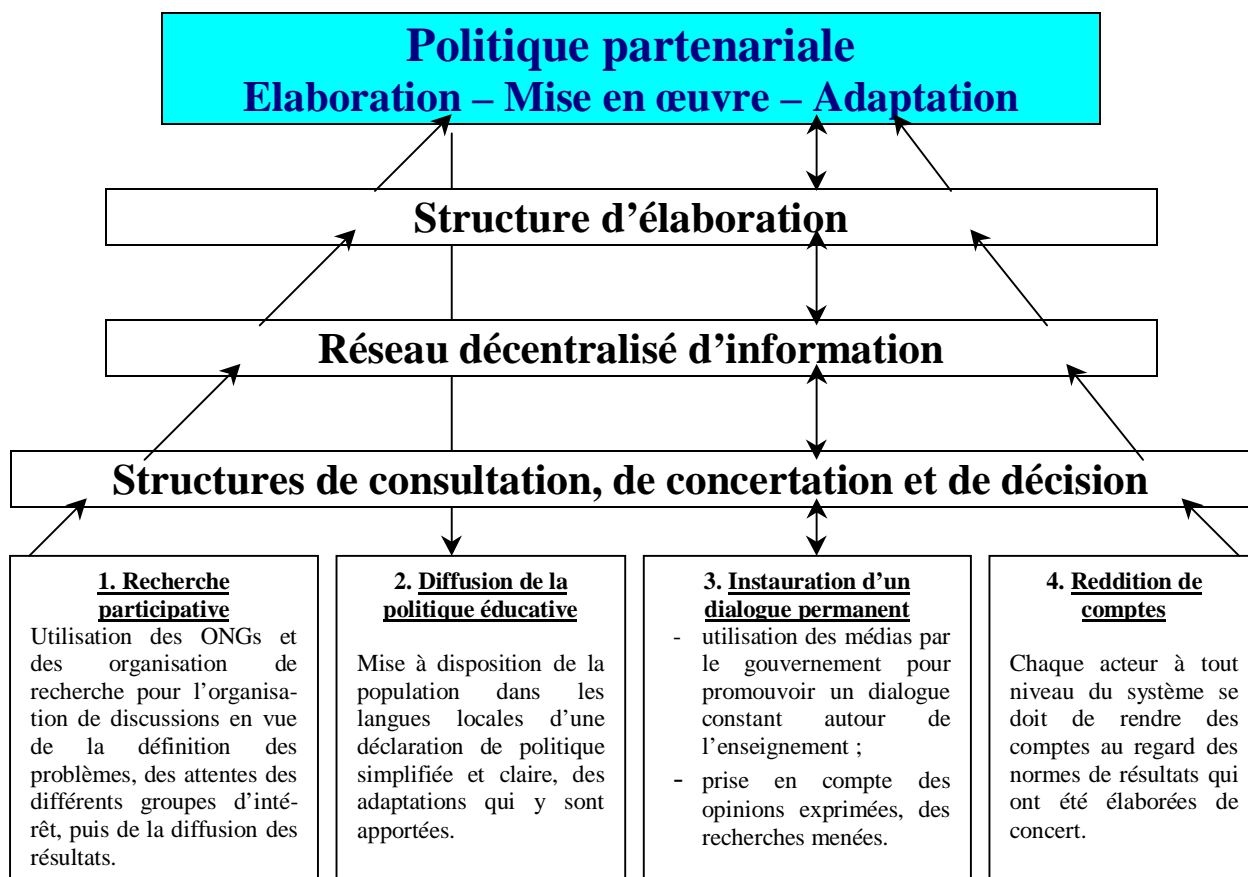 Politique partenariale
Elaboration – Mise en œuvre – Adaptation
Structure d’élaboration
Réseau décentralisé d’information
Structures de consultation, de concertation et de décision
1. Recherche
participative
Utilisation des ONGs et
des organisation de
recherche pour l’organisa-
tion de discussions en vue
de la définition des
problèmes, des attentes des
différents groupes d’inté-
rêt, puis de la diffusion des
résultats.
2. Diffusion de la
politique éducative
Mise à disposition de la
population dans les
langues locales d’une
déclaration de politique
simplifiée et claire, des
adaptations qui y sont
apportées.
3. Instauration d’un
dialogue permanent
- utilisation des médias par
le gouvernement pour
promouvoir un dialogue
constant autour de
l’enseignement ;
- prise en compte des
opinions exprimées, des
recherches menées.
4. Reddition de
comptes
Chaque acteur à tout
niveau du système se
doit de rendre des
comptes au regard des
normes de résultats qui
ont été élaborées de
concert.